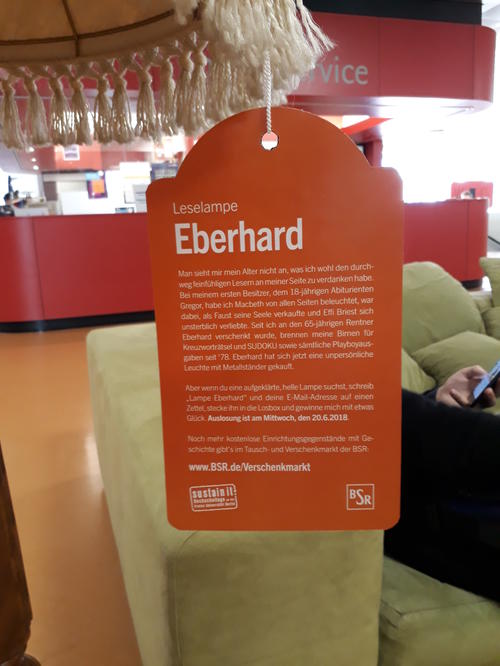 Service
Leselampe
Eberhard
Man sieht mir mein Alter nicht an, was ich wohl den durch-
weg feinfühligen Lesern an meiner Seite zu verdanken habe.
Bei meinem ersten Besitzer, dem 18-jährigen Abiturienten
Gregor, habe ich Macbeth von allen Seiten beleuchtet, war
dabei, als Faust seine Seele verkaufte und Effi Briest sich
unsterblich verliebte. Seit ich an den 65-jährigen Rentner
Eberhard verschenkt wurde, brennen meine Birnen für
Kreuzworträtsel und SUDOKU sowie sämtliche Playboyaus-
gaben seit '78. Eberhard hat sich jetzt eine unpersönliche
Leuchte mit Metallständer gekauft.
Aber wenn du eine aufgeklärte, helle Lampe suchst, schreib
„Lampe Eberhard" und deine E-Mail-Adresse auf einen
Zettel, stecke ihn in die Losbox und gewinne mich mit etwas
Glück. Auslosung ist am Mittwoch, den 20.6.2018.
Noch mehr kostenlose Einrichtungsgegenstände mit Ge-
schichte gibt's im Tausch- und Verschenkmarkt der BSR:
www.BSR.de/Verschenkmarkt
sustain it!
BSR